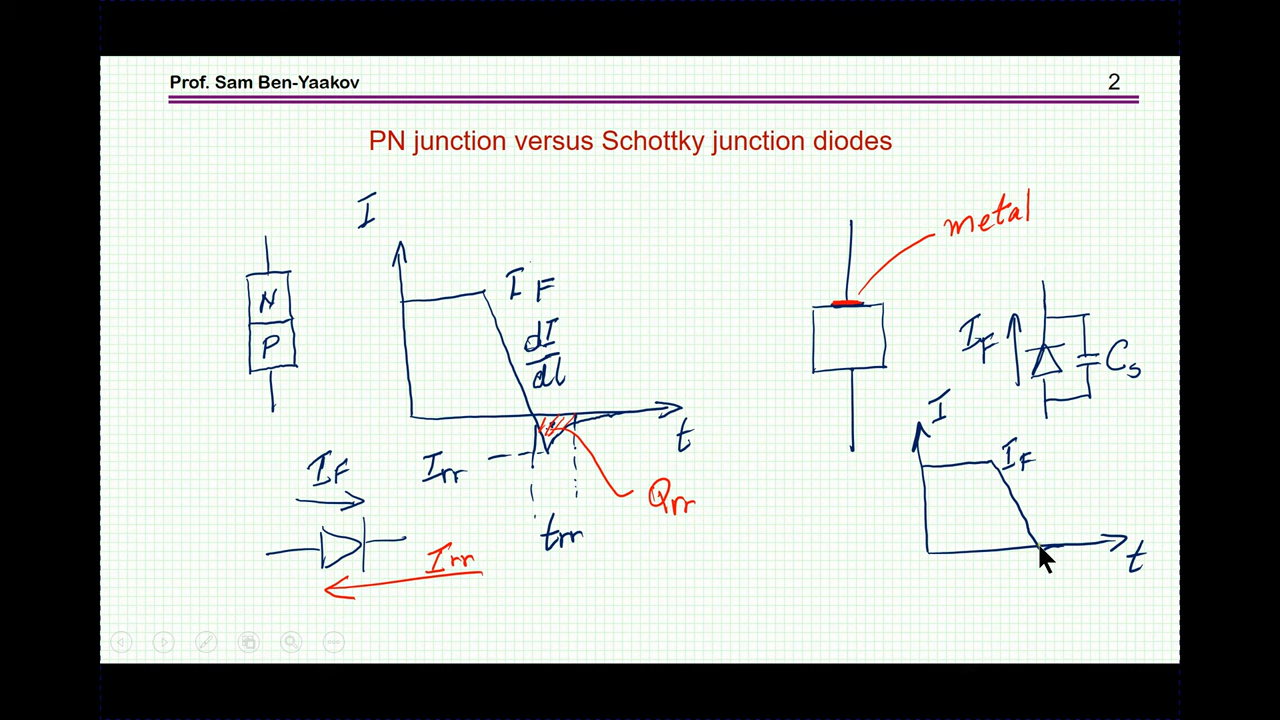 Prof. Sam Ben-Yaakov
2
PN junction versus Schottky junction diodes
I
IF
dI
dt
N
P
t
Irr
Qrr
trr
IF
Irr
metal
IF
Cs
I
IF
t